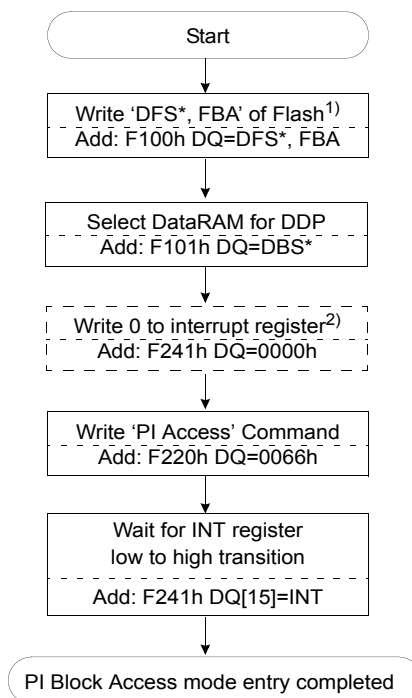 Start
Write ‘DFS*, FBA’ of Flash1)
Add: F100h DQ=DFS*, FBA
Select DataRAM for DDP
Add: F101h DQ=DBS*
Write 0 to interrupt register2)
Add: F241h DQ=0000h
Write ‘PI Access’ Command
Add: F220h DQ=0066h
Wait for INT register
low to high transition
Add: F241h DQ[15]=INT
PI Block Access mode entry completed